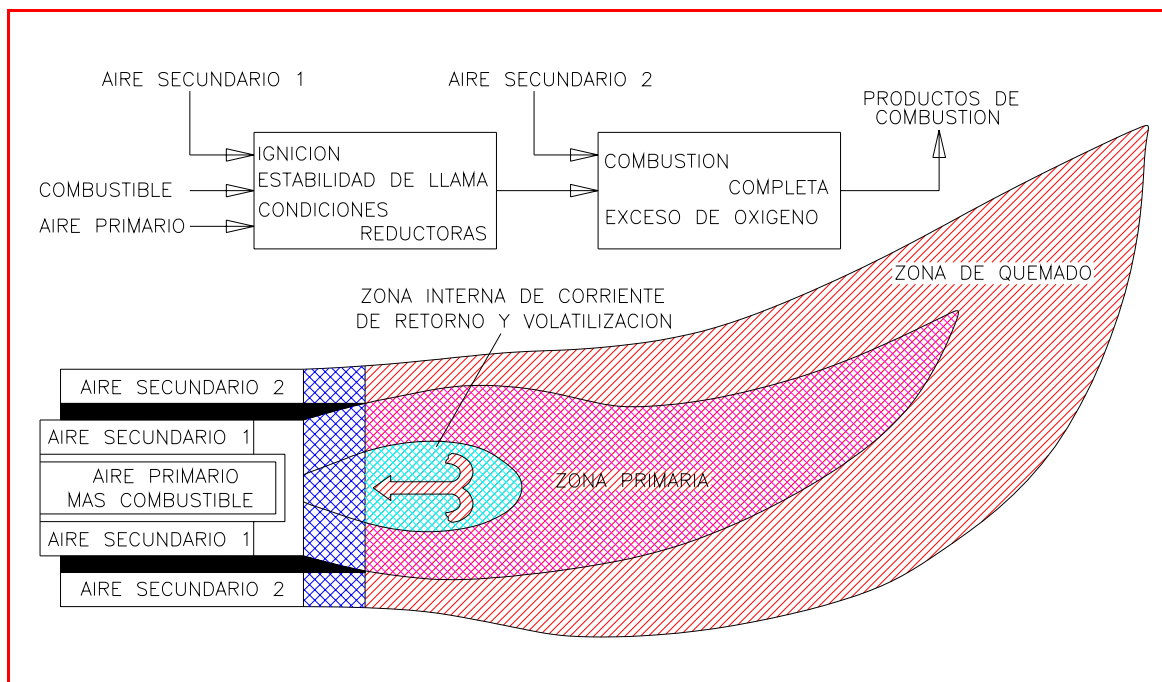 AIRE SECUNDARIO 1
AIRE SECUNDARIO 2
PRODUCTOS DE
COMBUSTION
COMBUSTIBLE
AIRE PRIMARIO
IGNICION
ESTABILIDAD DE LLAMA
CONDICIONES
REDUCTORAS
COMBUSTION
COMPLETA
EXCESO DE OXIGENO
ZONA DE QUEMADO
ZONA INTERNA DE CORRIENTE
DE RETORNO Y VOLATILIZACION
AIRE SECUNDARIO 2
AIRE SECUNDARIO 1
AIRE PRIMARIO
MAS COMBUSTIBLE
ZONA PRIMARIA
AIRE SECUNDARIO 1
AIRE SECUNDARIO 2